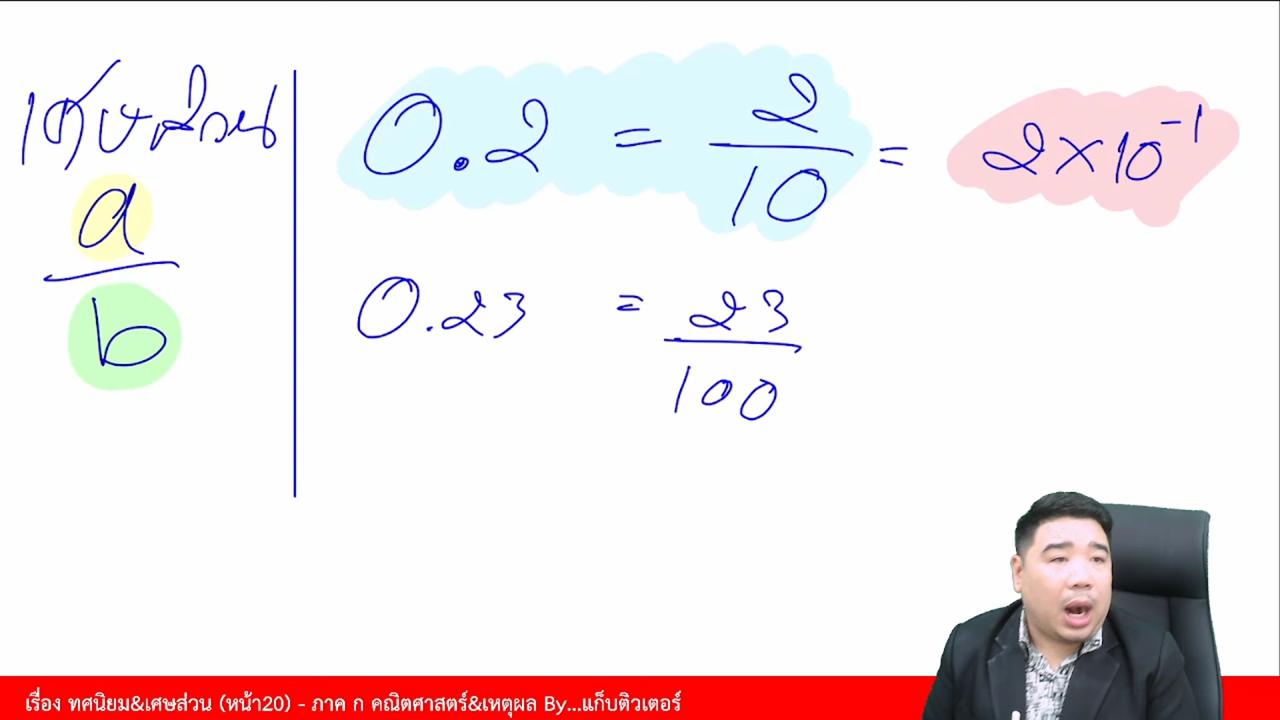 เศษส่วน
a
b
0.2 = 2/10 = 2×10⁻¹
0.23 = 23/100
เรื่อง ทศนิยม&เศษส่วน (หน้า20) - ภาค ก คณิตศาสตร์&เหตุผล By...แก็บติวเตอร์